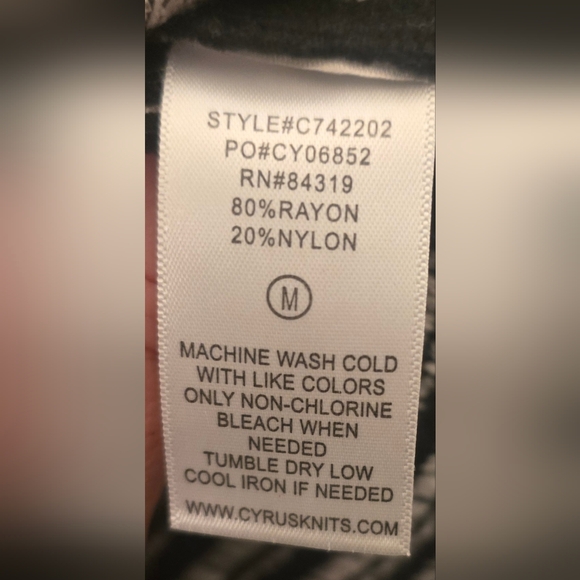 STYLE#C742202
PO#CY06852
RN#84319
80%RAYON
20%NYLON
M
MACHINE WASH COLD
WITH LIKE COLORS
ONLY NON-CHLORINE
BLEACH WHEN
NEEDED
TUMBLE DRY LOW
COOL IRON IF NEEDED
WWW.CYRUSKNITS.COM